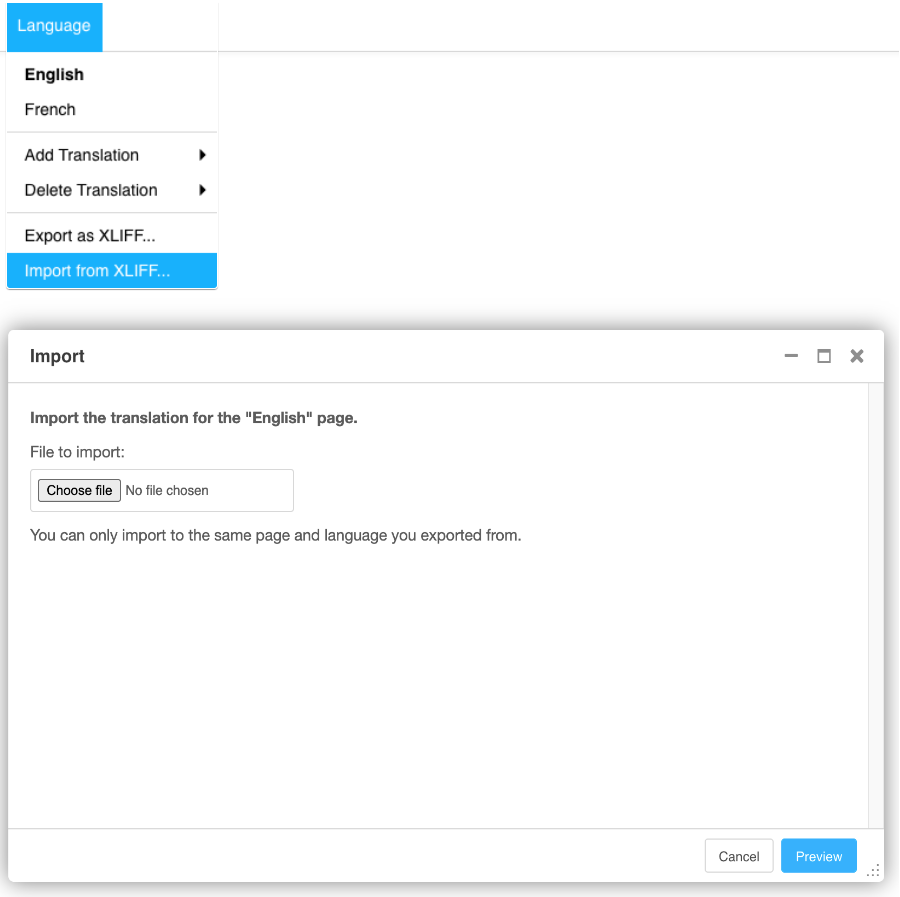 Language
English
French
Add Translation
Delete Translation
Export as XLIFF...
Import from XLIFF...
Import
Import the translation for the "English" page.
File to import:
Choose file No file chosen
You can only import to the same page and language you exported from.
Cancel Preview